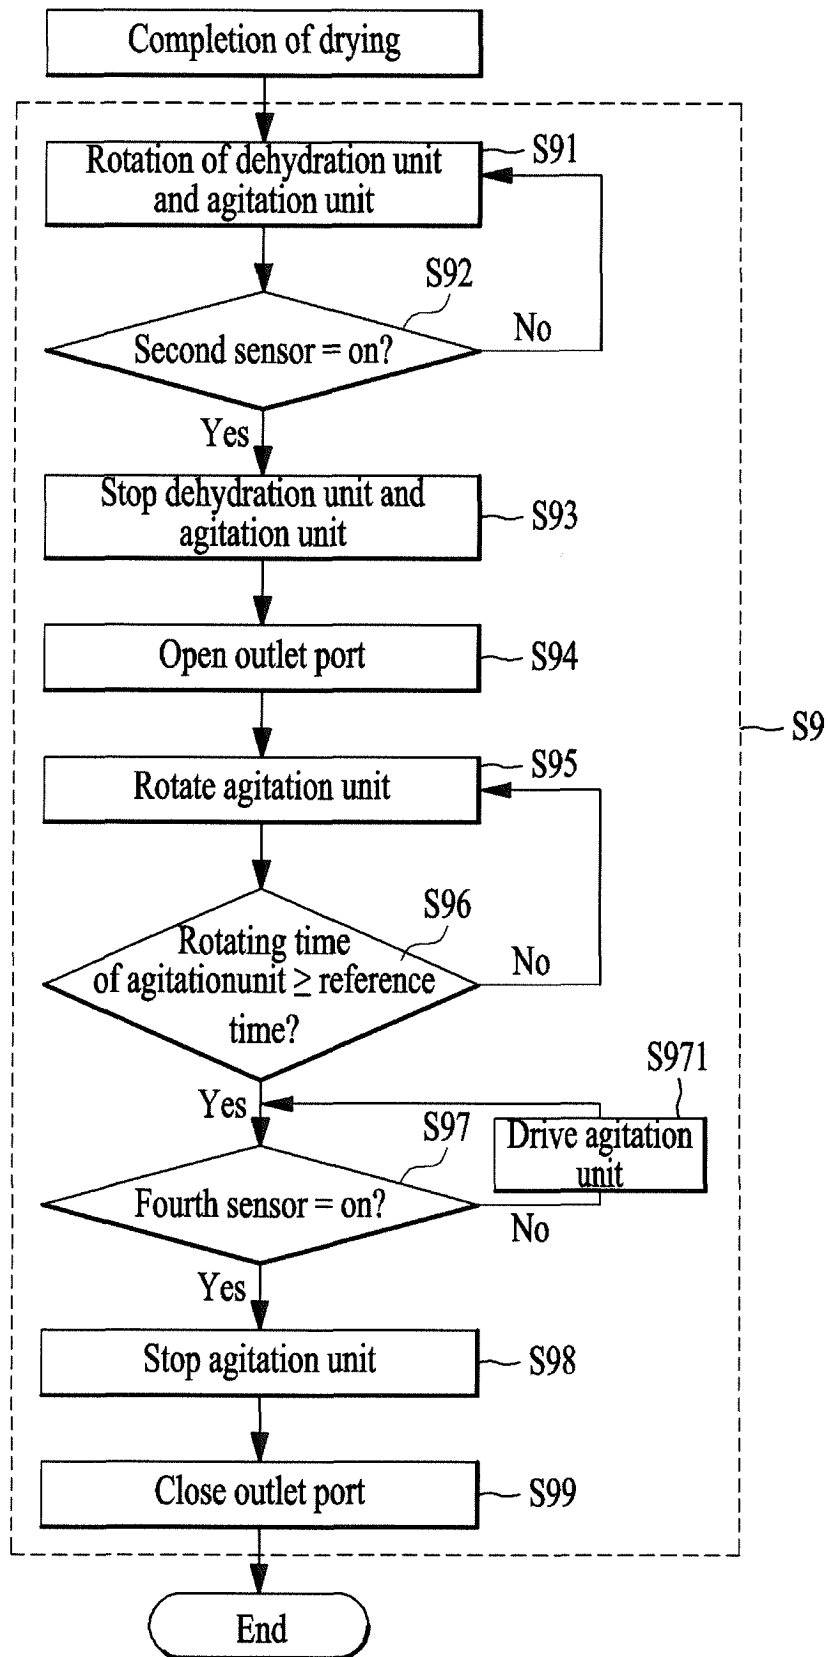 Completion of drying
Rotation of dehydration unit
and agitation unit
S91
S92
Second sensor = on?
No
Yes
Stop dehydration unit and
agitation unit
S93
Open outlet port
S94
S9
Rotate agitation unit
S95
S96
Rotating time
of agitationunit ≥ reference
time?
No
Yes
S971
Drive agitation
unit
S97
Fourth sensor = on?
No
Yes
Stop agitation unit
S98
Close outlet port
S99
End